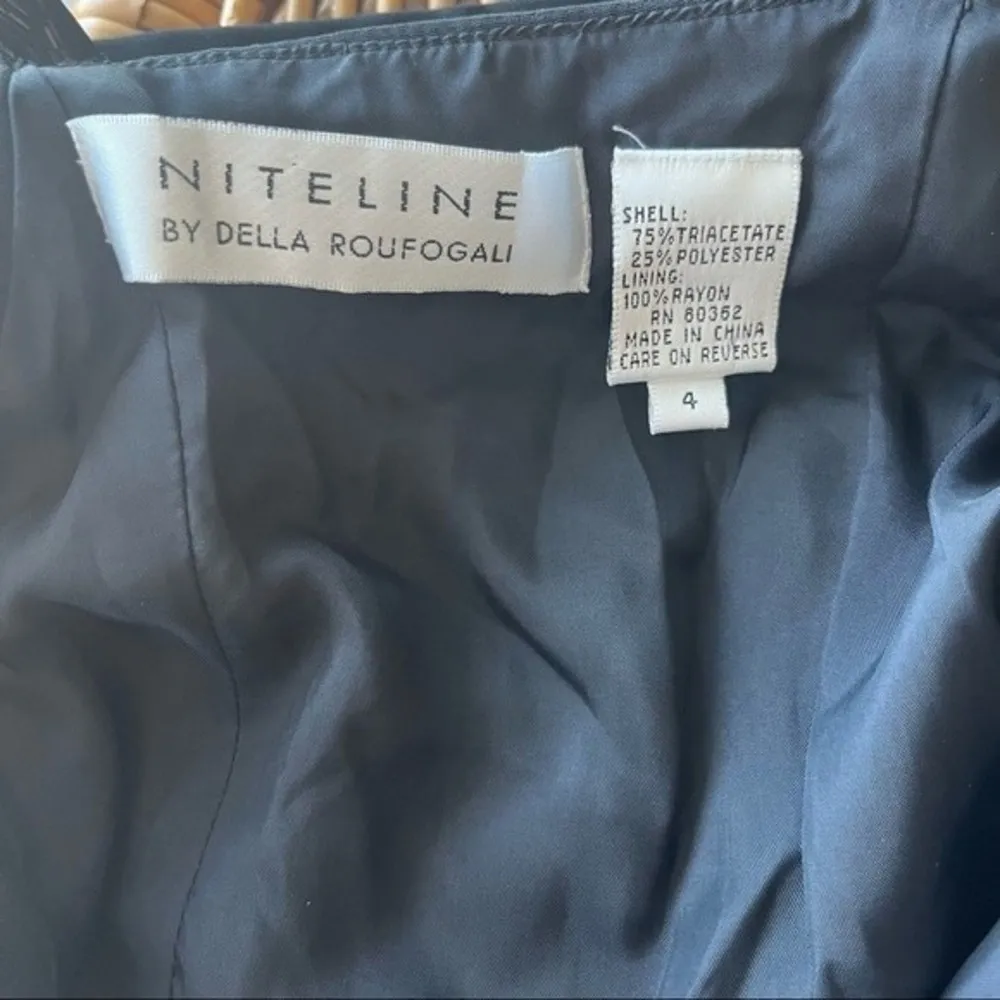 NITELINE
BY DELLA ROUFOGALI
SHELL:
75% TRIACETATE
25% POLYESTER
LINING:
100% RAYON
RN 60362
MADE IN CHINA
CARE ON REVERSE
4